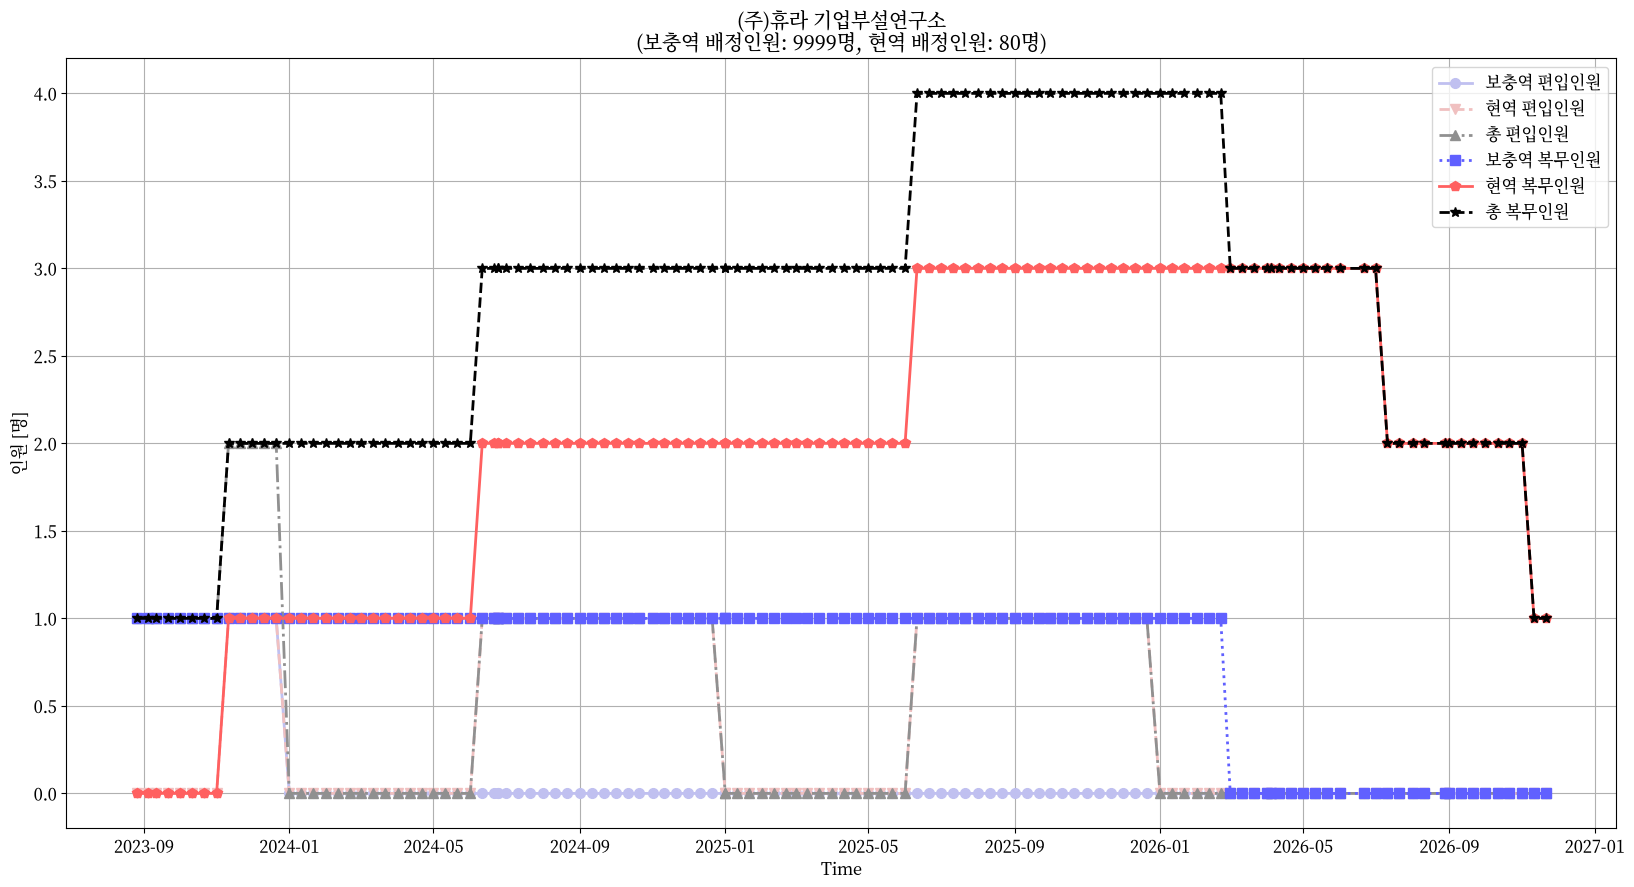 (주)휴라 기업부설연구소
(보충역 배정인원: 9999명, 현역 배정인원: 80명)
보충역 편입인원
현역 편입인원
총 편입인원
보충역 복무인원
현역 복무인원
총 복무인원
인원 [명]
4.0
3.5
3.0
2.5
2.0
1.5
1.0
0.5
0.0
2023-09
2024-01
2024-05
2024-09
2025-01
2025-05
2025-09
2026-01
2026-05
2026-09
2027-01
Time